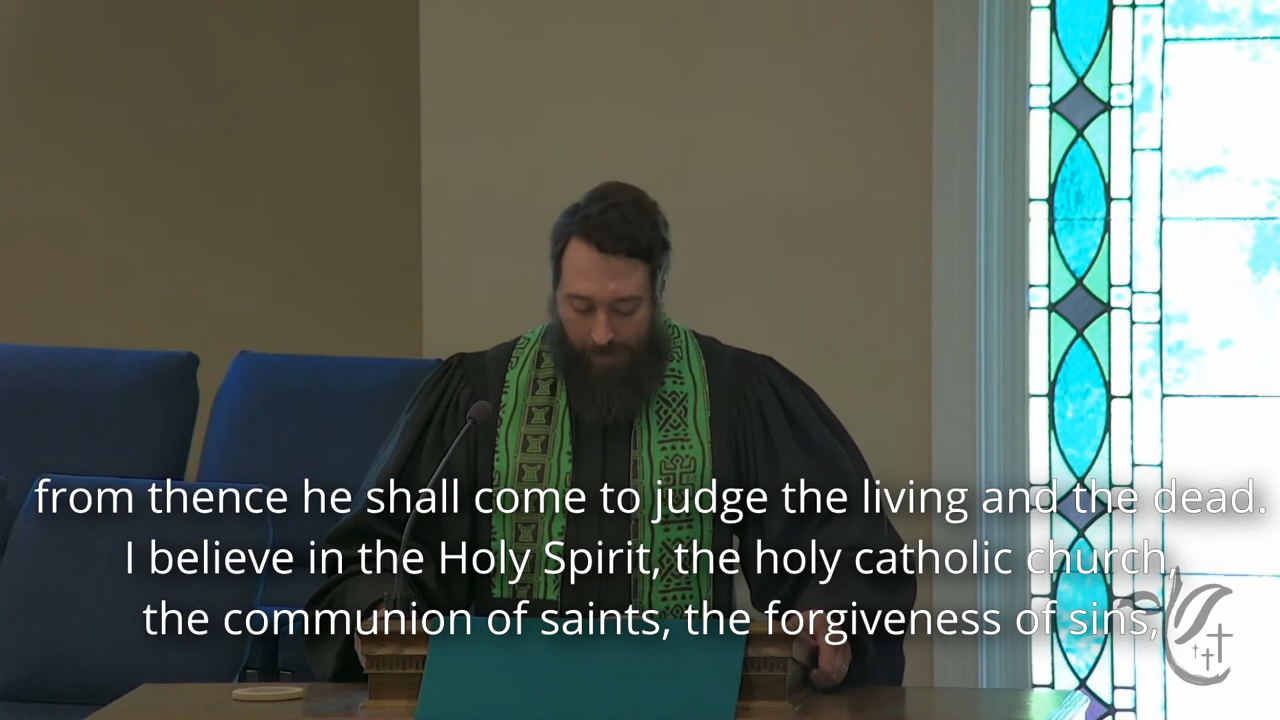 from thence he shall come to judge the living and the dead.
I believe in the Holy Spirit, the holy catholic church,
the communion of saints, the forgiveness of sins,